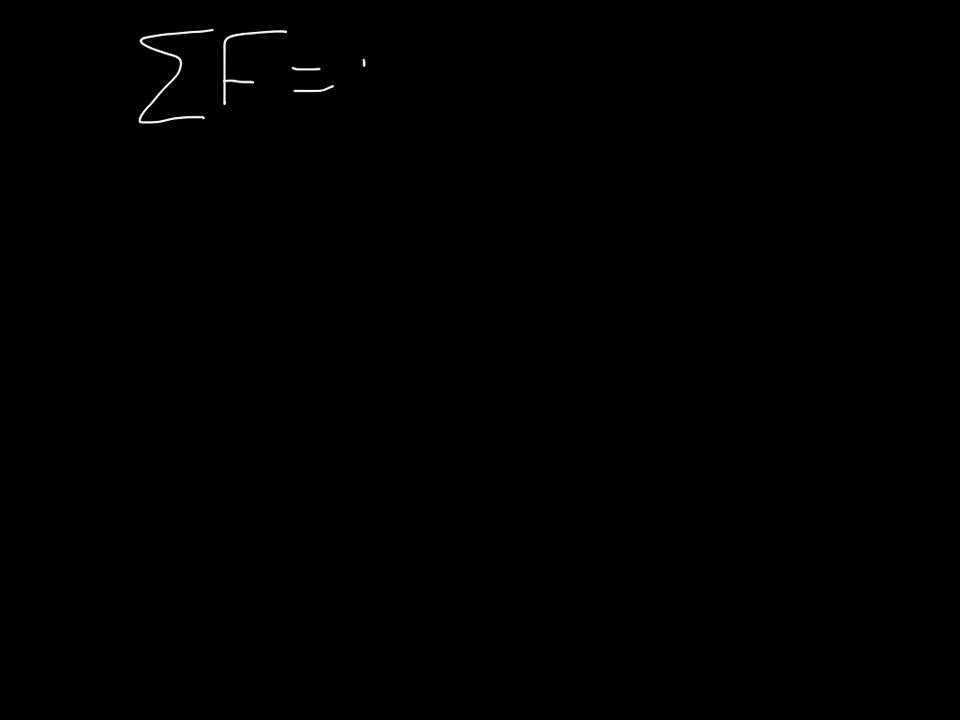 ΣF =